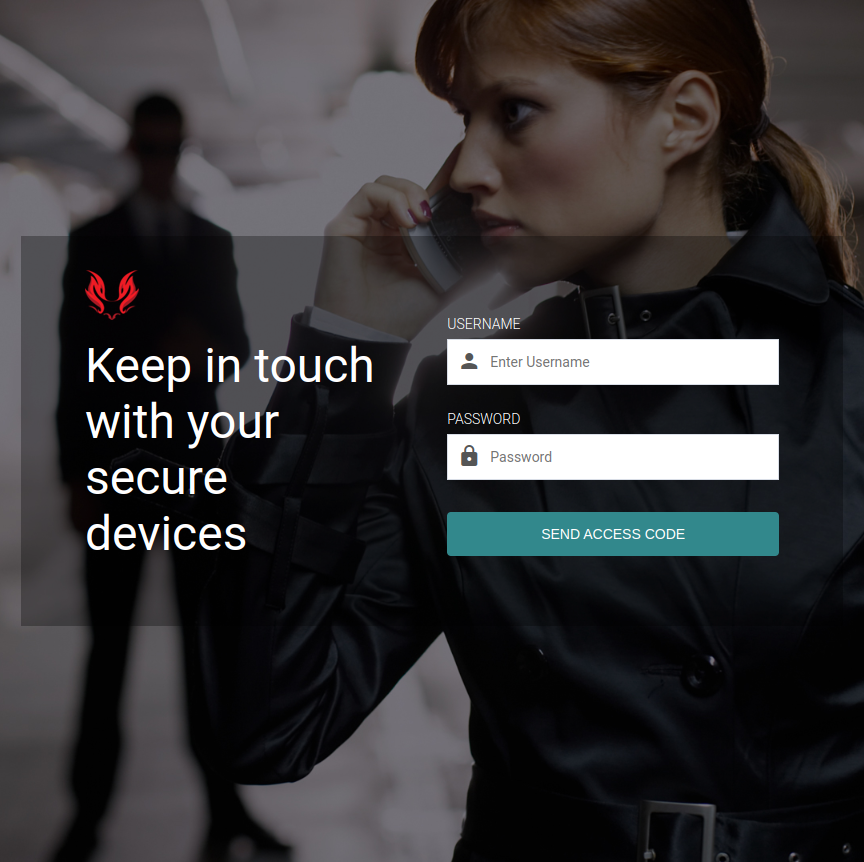 Keep in touch
with your
secure
devices
USERNAME
Enter Username
PASSWORD
Password
SEND ACCESS CODE